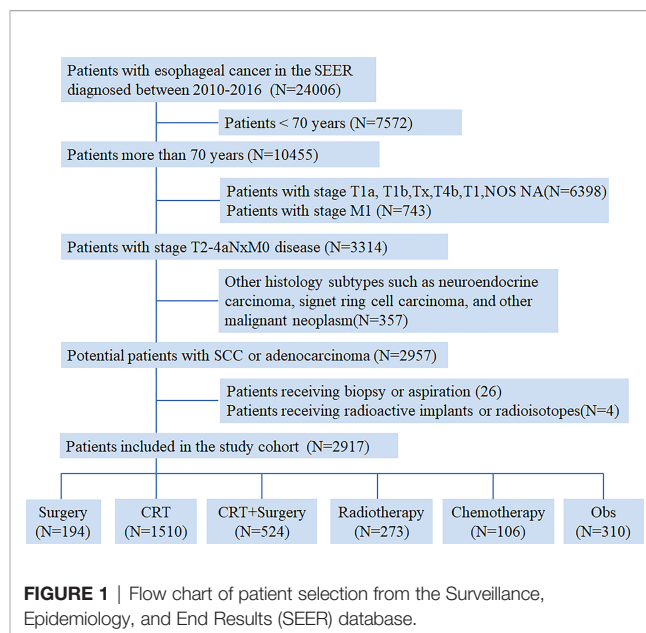 Patients with esophageal cancer in the SEER
diagnosed between 2010-2016 (N=24006)
Patients < 70 years (N=7572)
Patients more than 70 years (N=10455)
Patients with stage T1a, T1b,Tx,T4b,T1,NOS NA(N=6398)
Patients with stage M1 (N=743)
Patients with stage T2-4aNxM0 disease (N=3314)
Other histology subtypes such as neuroendocrine
carcinoma, signet ring cell carcinoma, and other
malignant neoplasm(N=357)
Potential patients with SCC or adenocarcinoma (N=2957)
Patients receiving biopsy or aspiration (26)
Patients receiving radioactive implants or radioisotopes(N=4)
Patients included in the study cohort (N=2917)
Surgery CRT CRT+Surgery Radiotherapy Chemotherapy Obs
(N=194) (N=1510) (N=524) (N=273) (N=106) (N=310)
FIGURE 1 | Flow chart of patient selection from the Surveillance,
Epidemiology, and End Results (SEER) database.